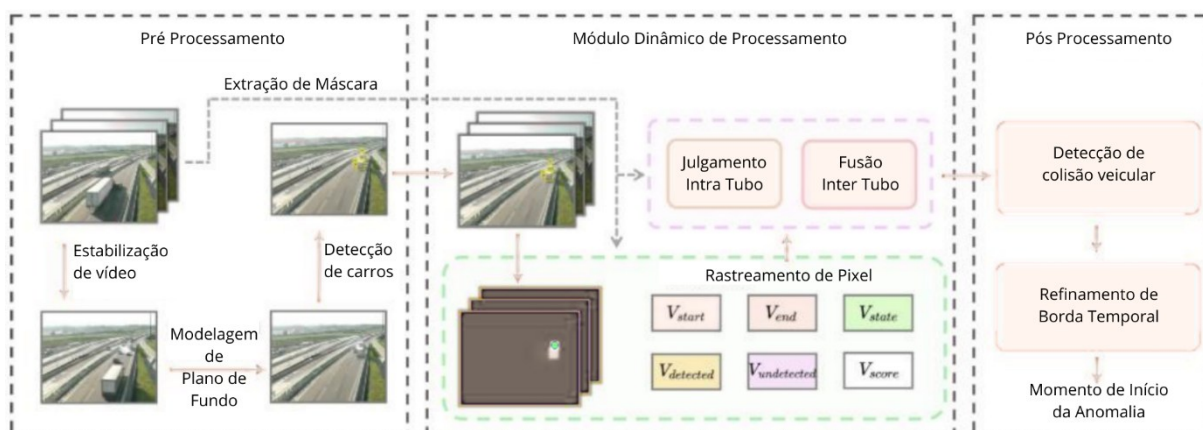 Pré Processamento
Extração de Máscara
Estabilização
de vídeo
Detecção
de carros
Modelagem
de
Plano de
Fundo
Módulo Dinâmico de Processamento
Julgamento
Intra Tubo
Fusão
Inter Tubo
Rastreamento de Pixel
V_start
V_end
V_state
V_detected
V_undetected
V_score
Pós Processamento
Detecção de
colisão veicular
Refinamento de
Borda Temporal
Momento de Início
da Anomalia